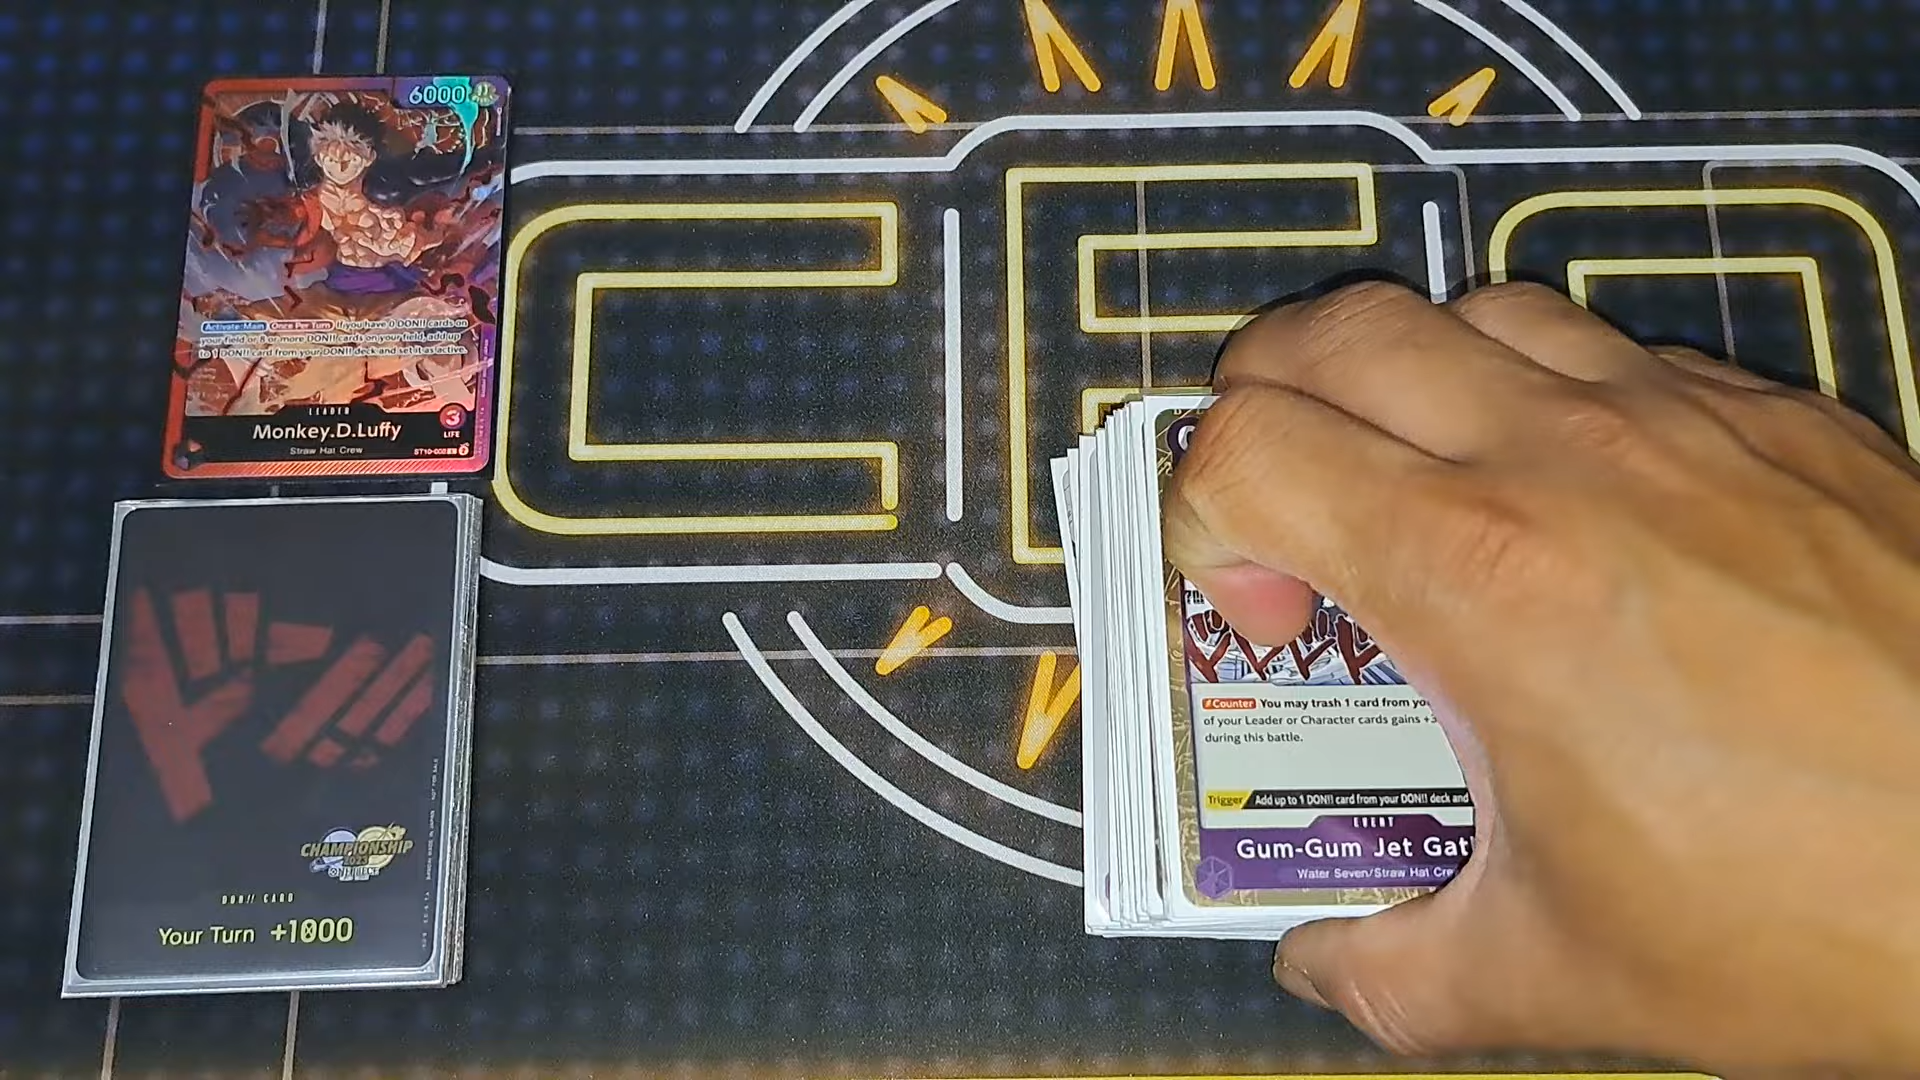 6000
Activate: Main Once Per Turn If you have 0 DON!! cards on
your field or 8 or more DON!! cards on your field, add up
to 1 DON!! card from your DON!! deck and set it as active.
LEADER
Monkey.D.Luffy
Straw Hat Crew
3
LIFE
CHAMPIONSHIP
2023
DON!! CARD
Your Turn +1000
Counter You may trash 1 card from yo
of your Leader or Character cards gains +3
during this battle.
Trigger Add up to 1 DON!! card from your DON!! deck and
EVENT
Gum-Gum Jet Gat
Water Seven/Straw Hat Cre